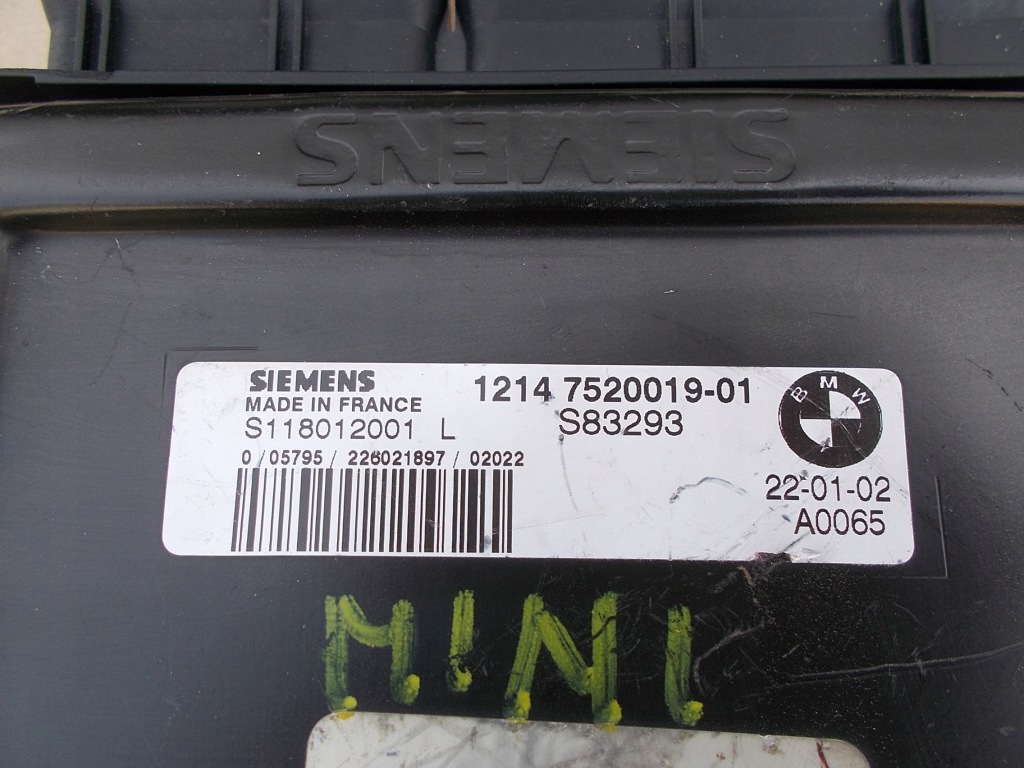 SIEMENS
SIEMENS 1214 7520019-01
MADE IN FRANCE
S118012001 L S83293
BMW
0 / 05795 / 226021897 / 02022
22-01-02
A0065
MINI